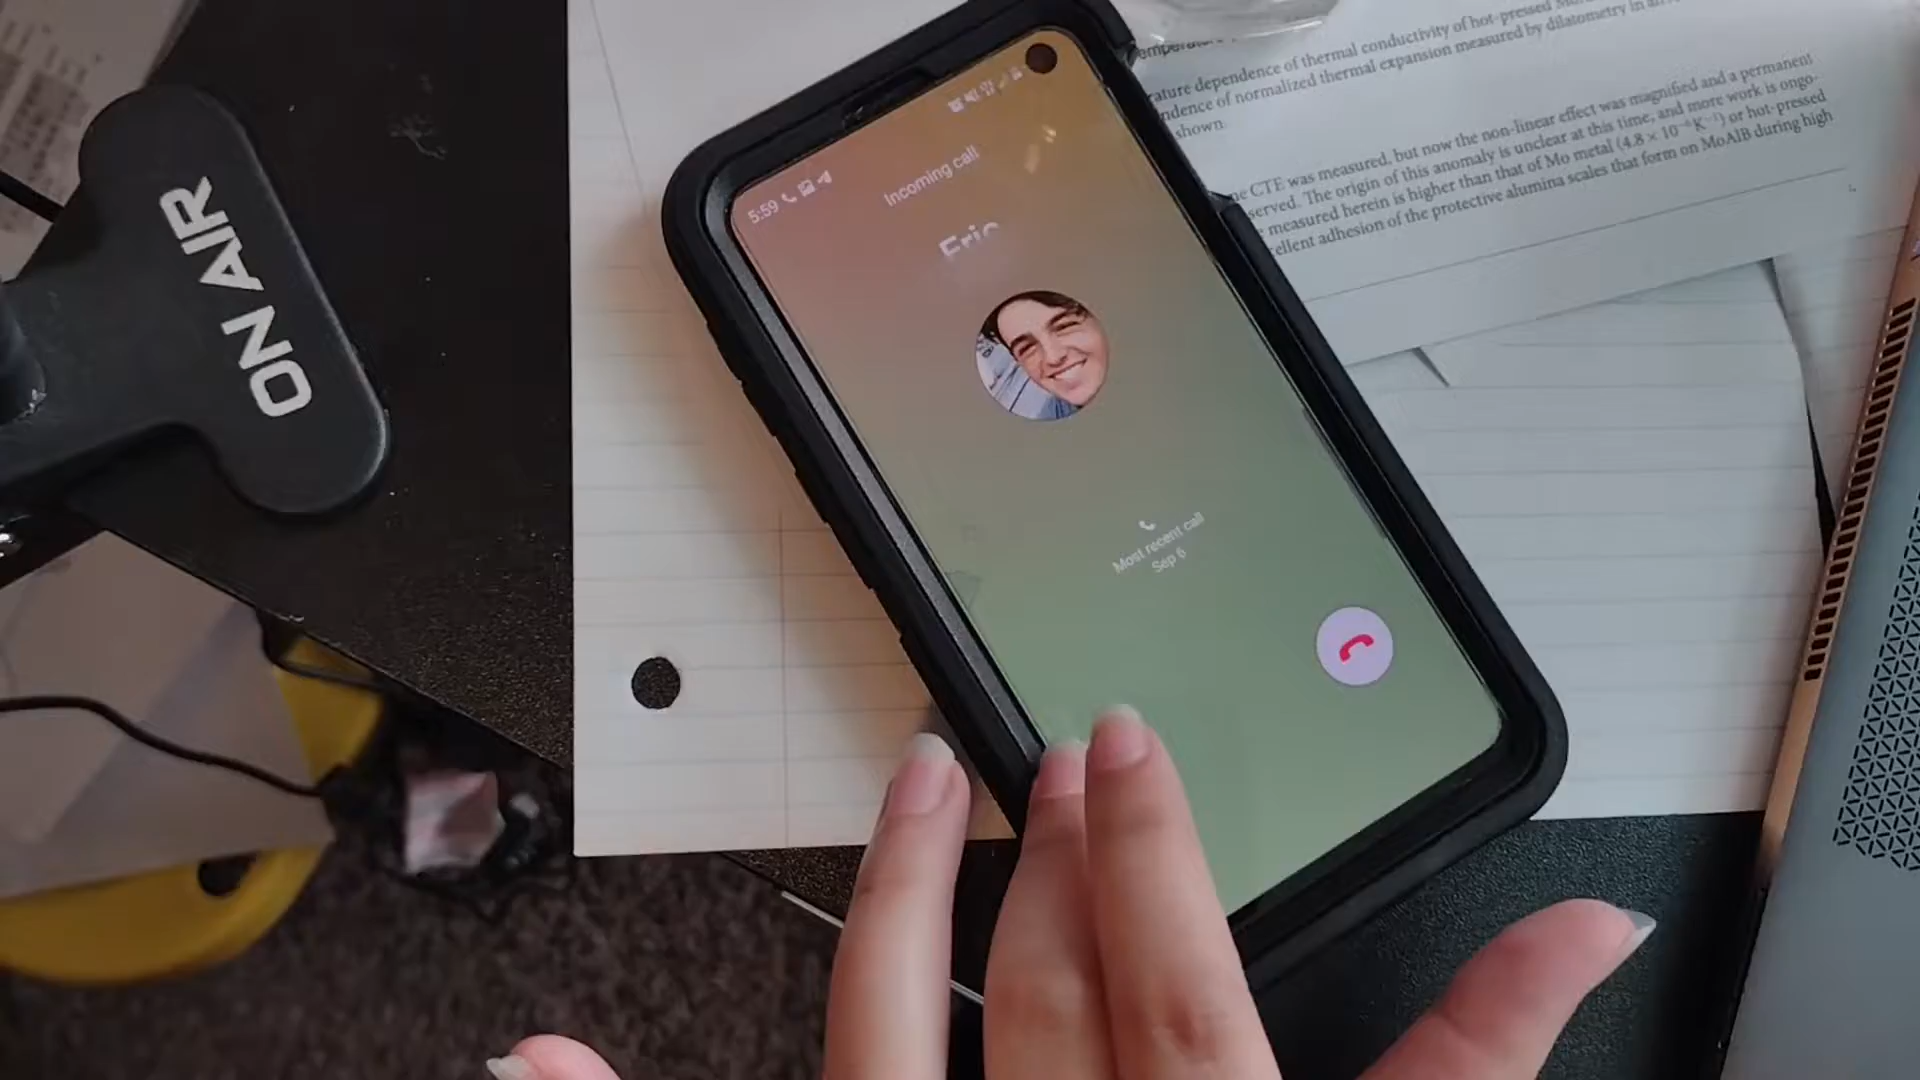 ON AIR
5:59
Incoming call
Eric
Most recent call
Sep 6
rature dependence of thermal conductivity of hot-pressed
ndence of normalized thermal expansion measured by dilatometry in
shown
ne CTE was measured, but now the non-linear effect was magnified and a permanent
served. The origin of this anomaly is unclear at this time, and more work is ongo-
measured herein is higher than that of Mo metal (4.8 × 10⁻⁶ K⁻¹) or hot-pressed
ellent adhesion of the protective alumina scales that form on MoAlB during high